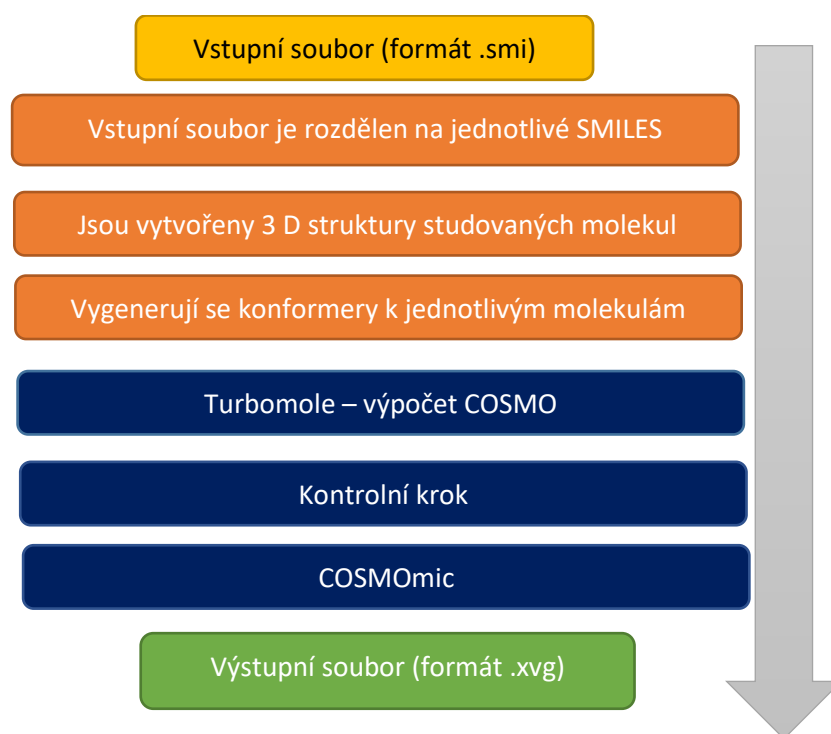 Vstupní soubor (formát .smi)
Vstupní soubor je rozdělen na jednotlivé SMILES
Jsou vytvořeny 3 D struktury studovaných molekul
Vygenerují se konformery k jednotlivým molekulám
Turbomole – výpočet COSMO
Kontrolní krok
COSMOmic
Výstupní soubor (formát .xvg)